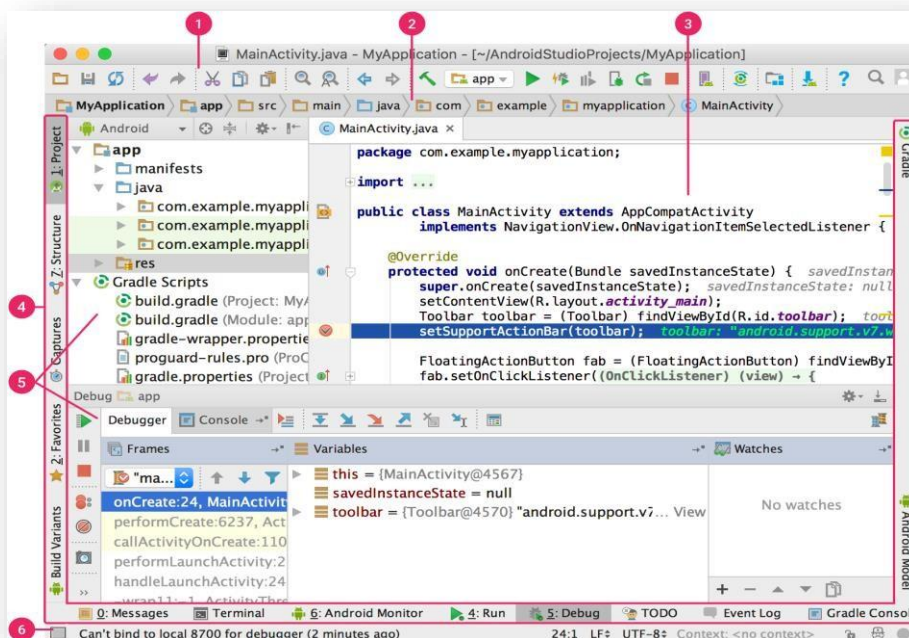 1
2
3
MainActivity.java - MyApplication - [~/AndroidStudioProjects/MyApplication]
app
?
MyApplication app src main java com example myapplication MainActivity
1: Project
Z: Structure
4
Captures
5
2: Favorites
Build Variants
Android
app
manifests
java
com.example.myappli
com.example.myappli
com.example.myappli
res
Gradle Scripts
build.gradle (Project: MyA
build.gradle (Module: app
gradle-wrapper.propertie
proguard-rules.pro (ProG
gradle.properties (Project
MainActivity.java ×
package com.example.myapplication;
import ...
public class MainActivity extends AppCompatActivity
implements NavigationView.OnNavigationItemSelectedListener {
@Override
protected void onCreate(Bundle savedInstanceState) { savedInstan
super.onCreate(savedInstanceState); savedInstanceState: null
setContentView(R.layout.activity_main);
Toolbar toolbar = (Toolbar) findViewById(R.id.toolbar); tool
setSupportActionBar(toolbar); toolbar: "android.support.v7.w
FloatingActionButton fab = (FloatingActionButton) findViewByI
fab.setOnClickListener((OnClickListener) (view) → {
Gradle
Android Model
Debug app
Debugger Console
Frames Variables Watches
"ma...
onCreate:24, MainActivit
performCreate:6237, Act
callActivityOnCreate:110
performLaunchActivity:2
handleLaunchActivity:24
-wrap11:-1, ActivityThre
this = {MainActivity@4567}
savedInstanceState = null
toolbar = {Toolbar@4570} "android.support.v7... View
No watches
0: Messages Terminal 6: Android Monitor 4: Run 5: Debug TODO Event Log Gradle Consol
6
Can't bind to local 8700 for debugger (2 minutes ago) 24:1 LF÷ UTF-8÷ Context: <no context>